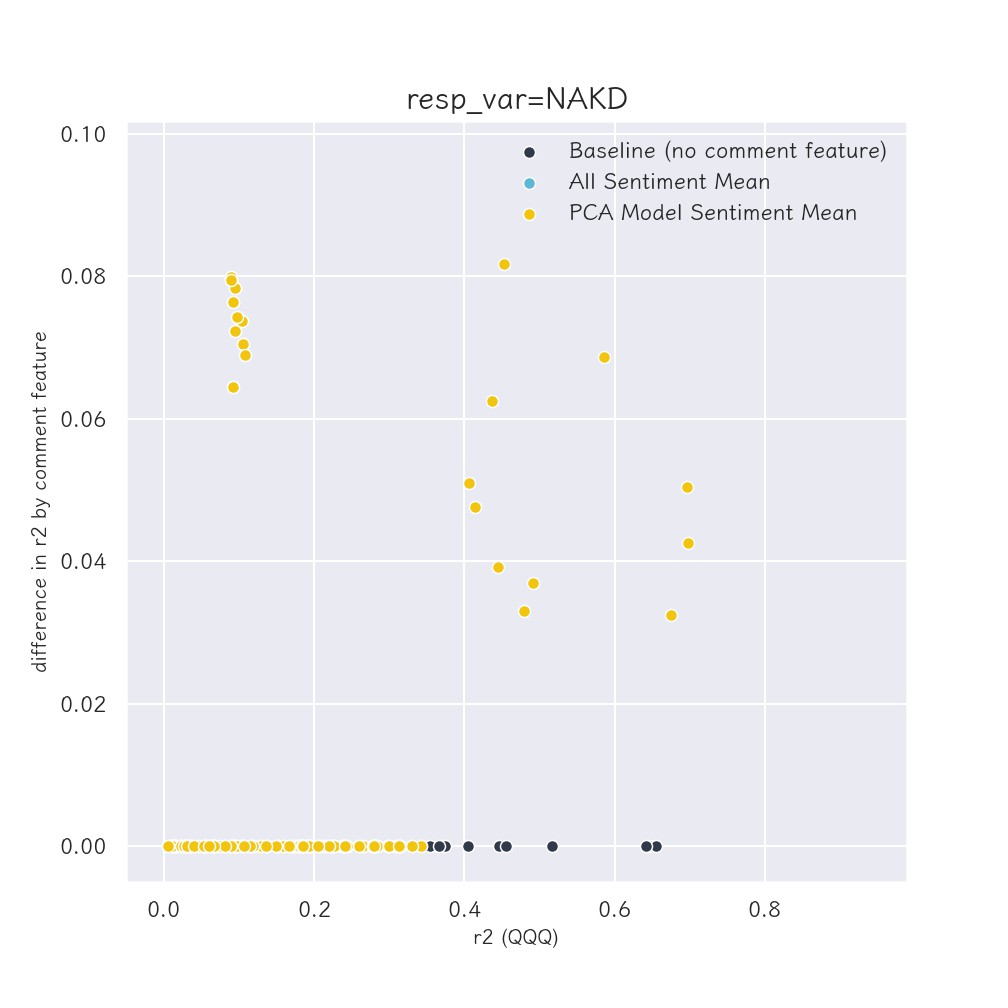 resp_var=NAKD
Baseline (no comment feature)
All Sentiment Mean
PCA Model Sentiment Mean
difference in r2 by comment feature
0.10
0.08
0.06
0.04
0.02
0.00
0.0 0.2 0.4 0.6 0.8
r2 (QQQ)